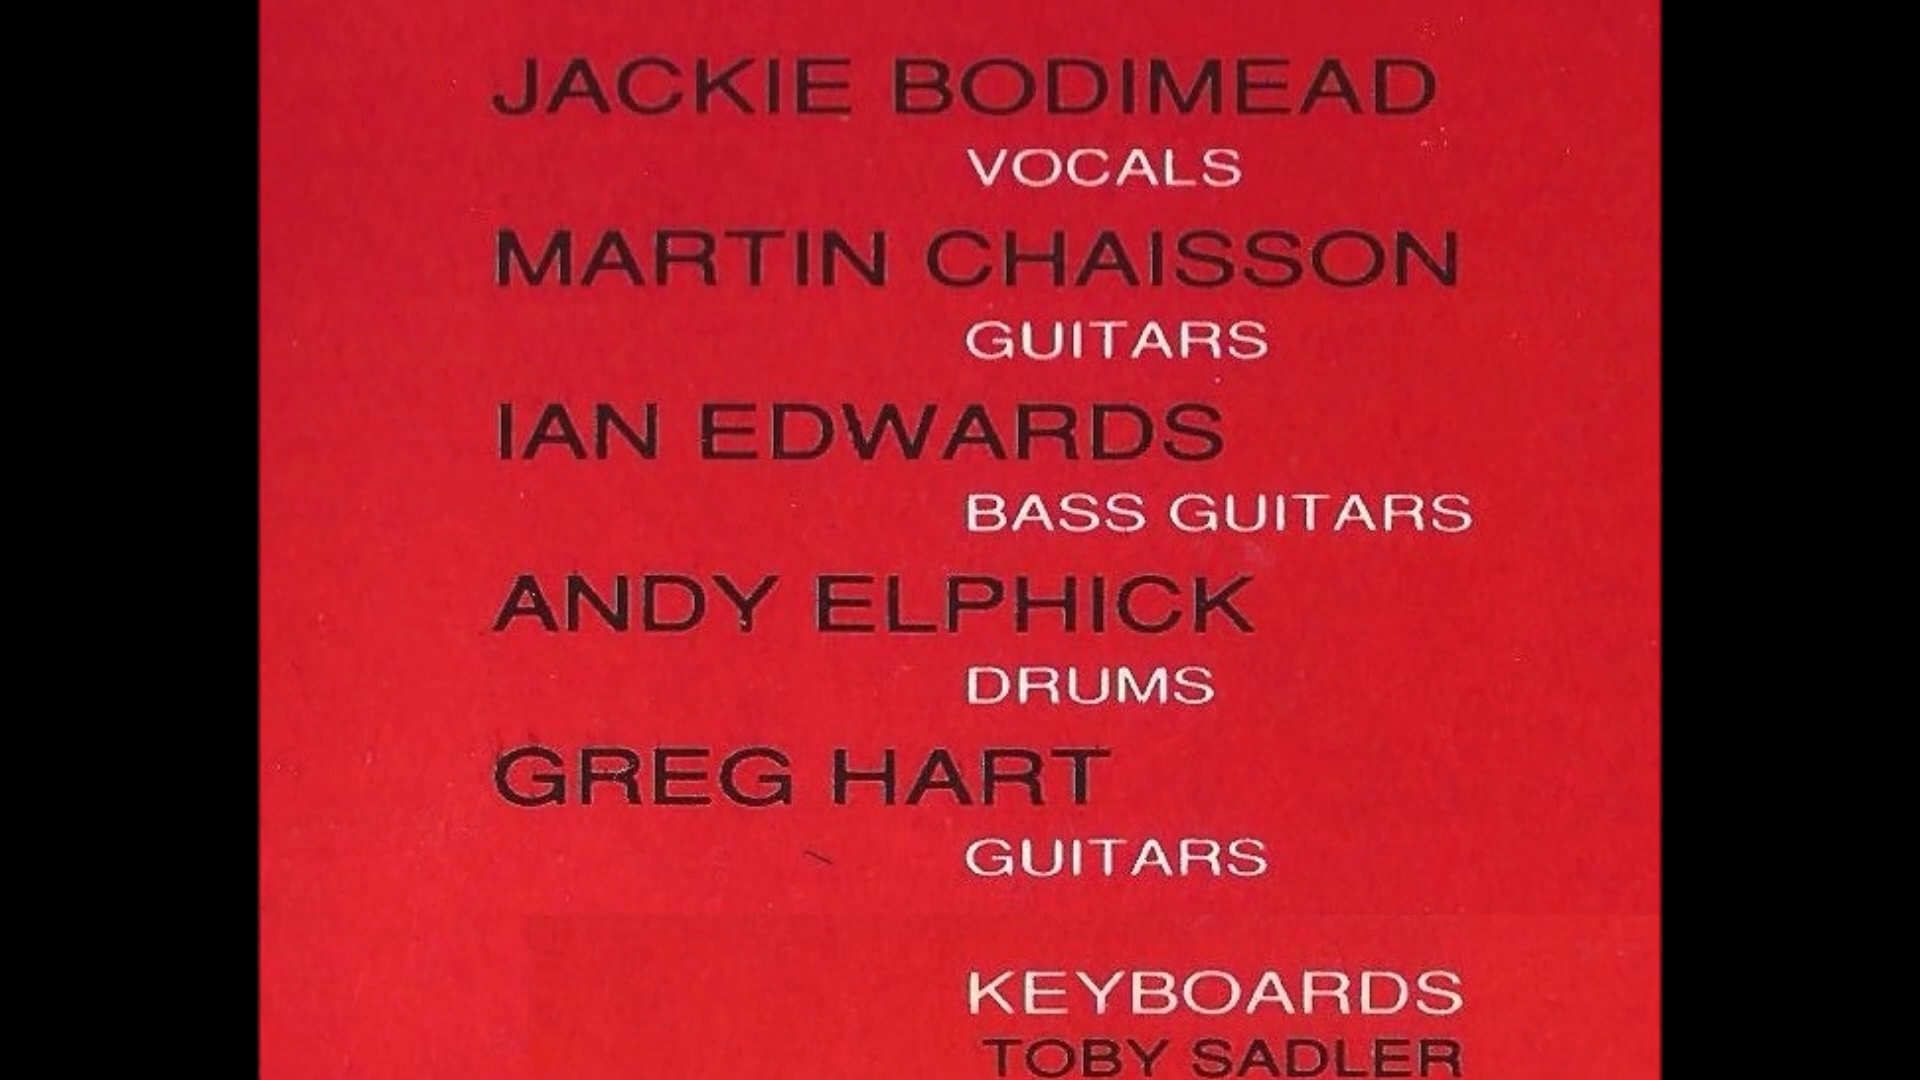 JACKIE BODIMEAD
VOCALS
MARTIN CHAISSON
GUITARS
IAN EDWARDS
BASS GUITARS
ANDY ELPHICK
DRUMS
GREG HART
GUITARS
KEYBOARDS
TOBY SADLER